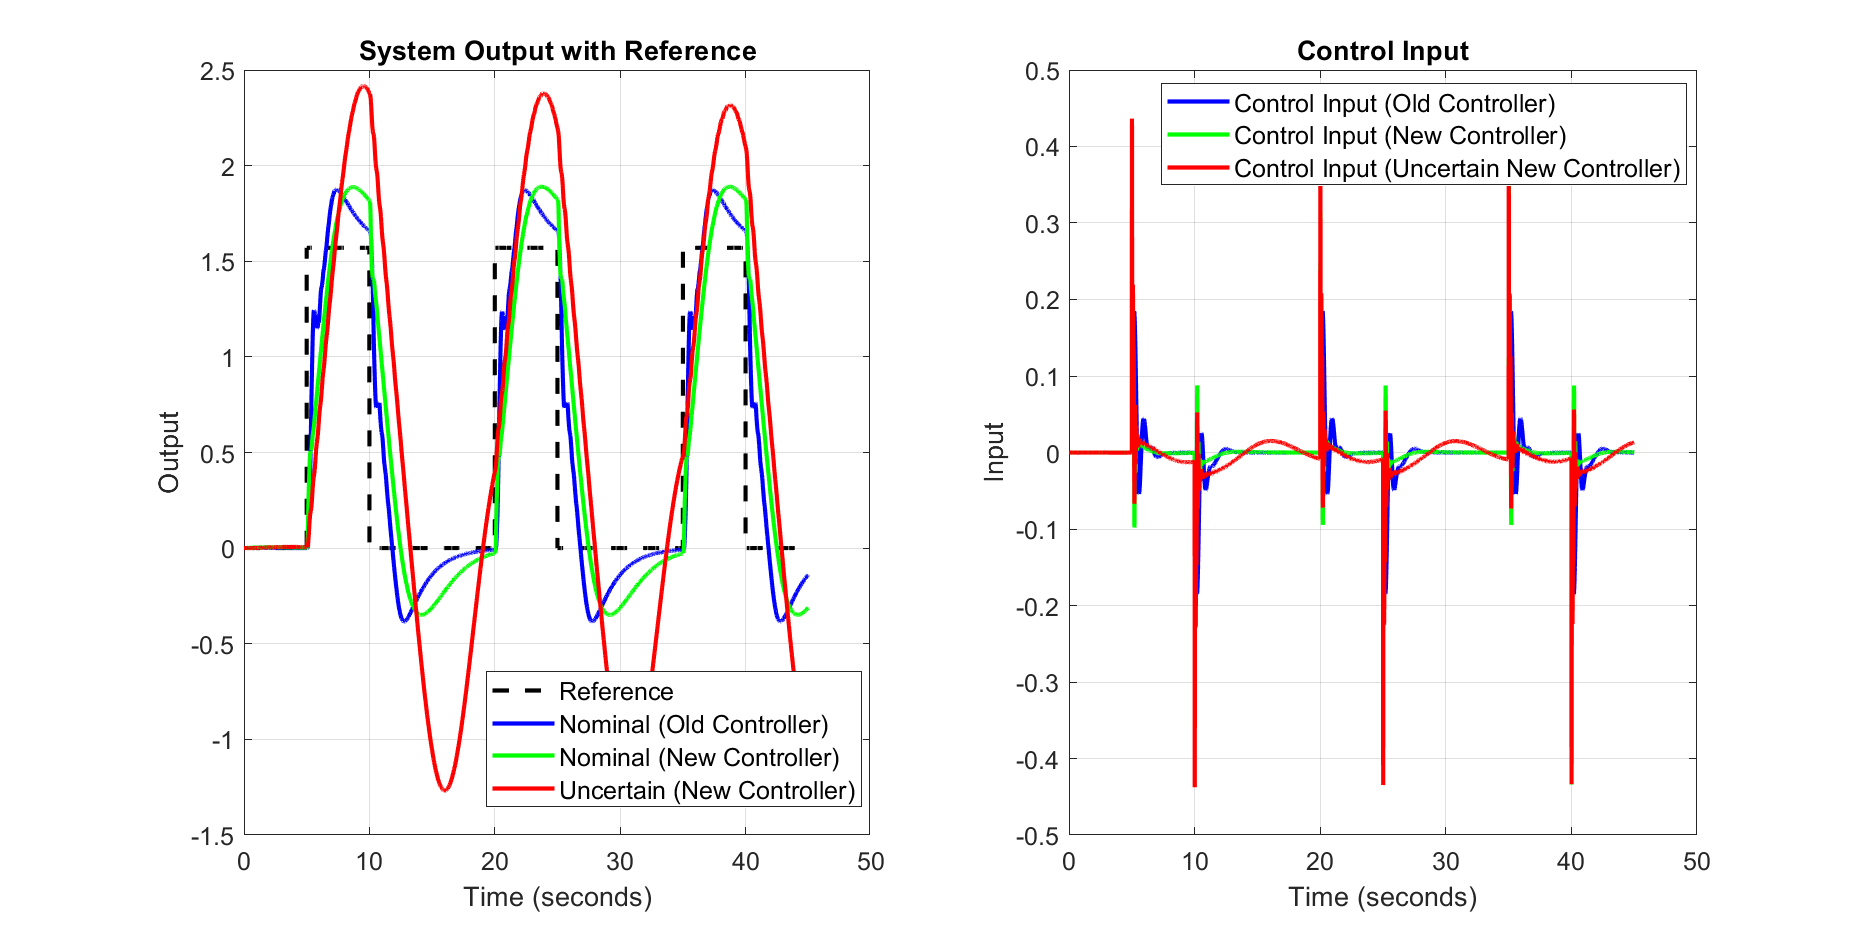 System Output with Reference
2.5
2
1.5
1
0.5
0
-0.5
-1
-1.5
Output
0
10
20
30
40
50
Time (seconds)
Reference
Nominal (Old Controller)
Nominal (New Controller)
Uncertain (New Controller)
Control Input
0.5
0.4
0.3
0.2
0.1
0
-0.1
-0.2
-0.3
-0.4
-0.5
Input
0
10
20
30
40
50
Time (seconds)
Control Input (Old Controller)
Control Input (New Controller)
Control Input (Uncertain New Controller)